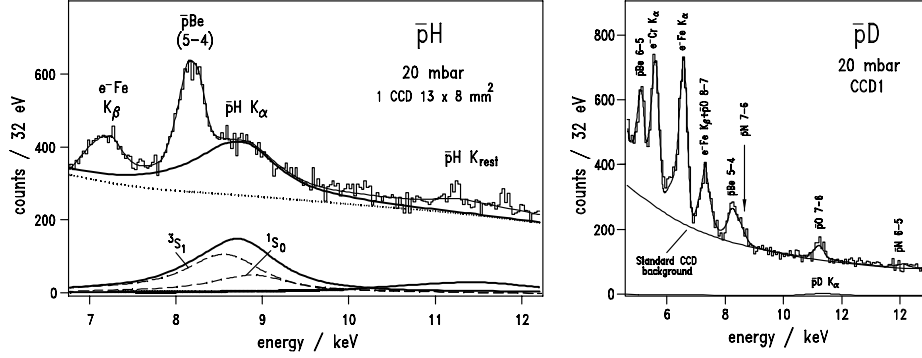 p̄H
20 mbar
1 CCD 13 x 8 mm²
p̄Be
(5-4)
e⁻Fe
Kβ
p̄H Kα
p̄H Krest
³S₁
¹S₀
counts / 32 eV
600
400
200
0
7
8
9
10
11
12
energy / keV
p̄D
20 mbar
CCD1
p̄Be 6-5
e⁻Cr Kα
e⁻Fe Kα
e⁻Fe Kβ+p̄O 8-7
p̄Be 5-4
p̄N 7-6
p̄O 7-6
p̄N 6-5
Standard CCD
background
p̄D Kα
counts / 32 eV
800
600
400
200
0
6
8
10
12
energy / keV